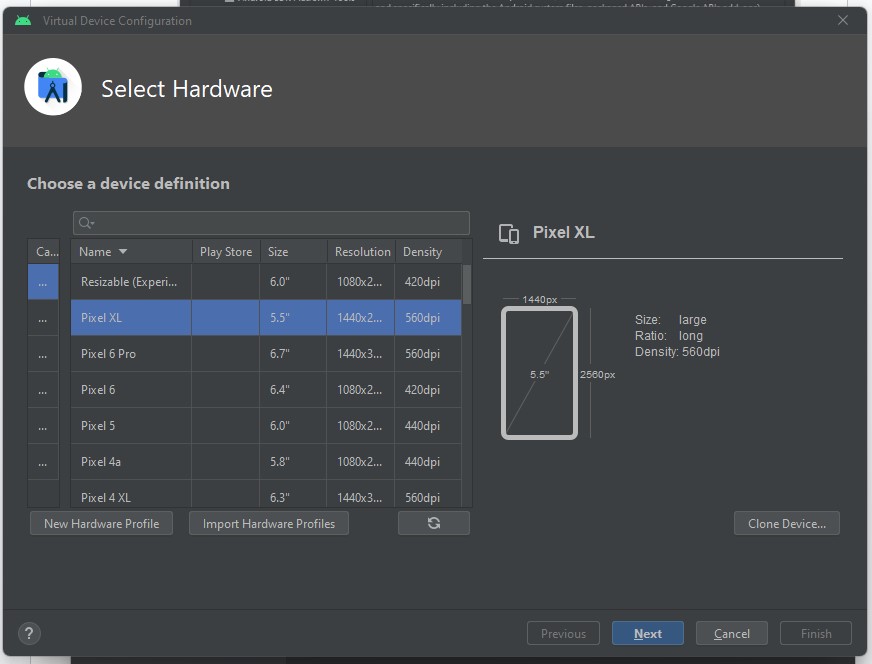 Virtual Device Configuration
Select Hardware
Choose a device definition
Ca... Name Play Store Size Resolution Density
... Resizable (Experi... 6.0" 1080x2... 420dpi
... Pixel XL 5.5" 1440x2... 560dpi
... Pixel 6 Pro 6.7" 1440x3... 560dpi
... Pixel 6 6.4" 1080x2... 420dpi
... Pixel 5 6.0" 1080x2... 440dpi
... Pixel 4a 5.8" 1080x2... 440dpi
Pixel 4 XL 6.3" 1440x3... 560dpi
New Hardware Profile Import Hardware Profiles
Pixel XL
1440px
5.5"
2560px
Size: large
Ratio: long
Density: 560dpi
Clone Device...
? Previous Next Cancel Finish